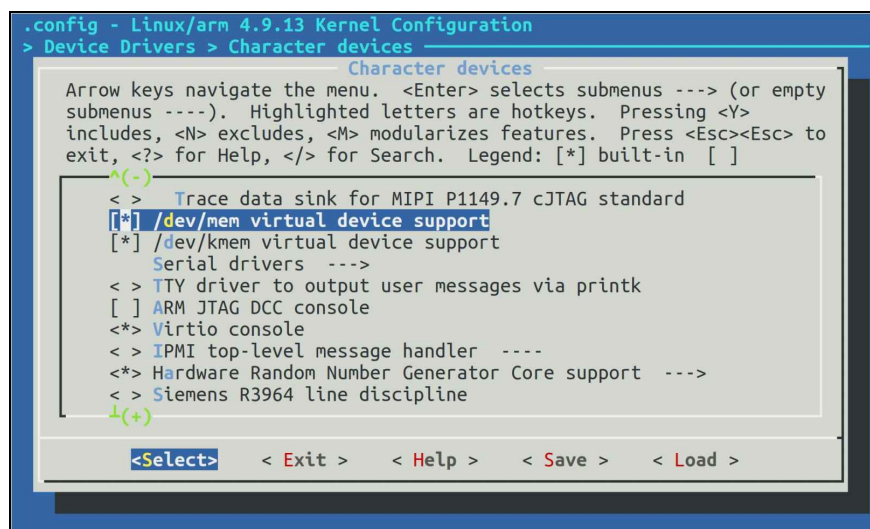 .config - Linux/arm 4.9.13 Kernel Configuration
> Device Drivers > Character devices
Character devices
Arrow keys navigate the menu.  <Enter> selects submenus ---> (or empty
submenus ----).  Highlighted letters are hotkeys.  Pressing <Y>
includes, <N> excludes, <M> modularizes features.  Press <Esc><Esc> to
exit, <?> for Help, </> for Search.  Legend: [*] built-in  [ ]
^(-)
< >   Trace data sink for MIPI P1149.7 cJTAG standard
[*] /dev/mem virtual device support
[*] /dev/kmem virtual device support
Serial drivers  --->
< > TTY driver to output user messages via printk
[ ] ARM JTAG DCC console
<*> Virtio console
< > IPMI top-level message handler  ----
<*> Hardware Random Number Generator Core support  --->
< > Siemens R3964 line discipline
┴(+)
<Select>    < Exit >    < Help >    < Save >    < Load >